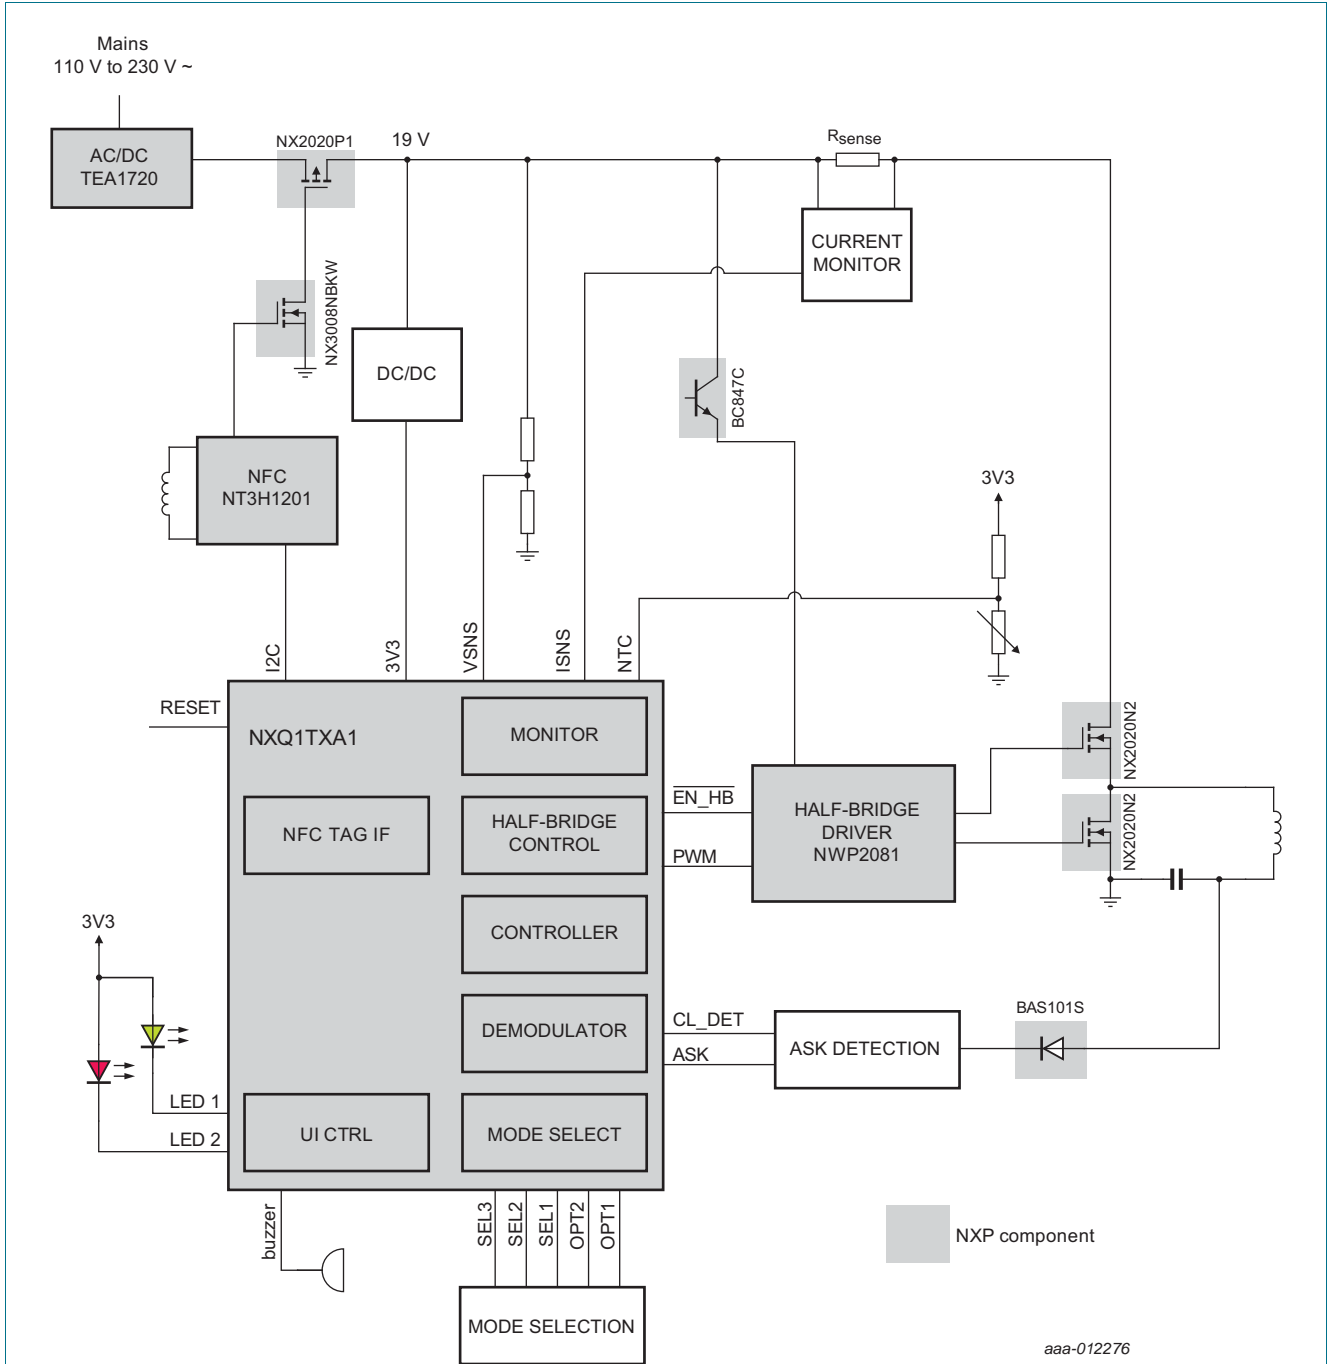 Mains
110 V to 230 V ~
AC/DC
TEA1720
NX2020P1
19 V
Rsense
CURRENT
MONITOR
NX3008NBKW
DC/DC
BC847C
NFC
NT3H1201
3V3
I2C
3V3
VSNS
ISNS
NTC
RESET
NXQ1TXA1
MONITOR
NFC TAG IF
HALF-BRIDGE
CONTROL
EN_HB
PWM
HALF-BRIDGE
DRIVER
NWP2081
NX2020N2
NX2020N2
CONTROLLER
3V3
DEMODULATOR
CL_DET
ASK
ASK DETECTION
BAS101S
LED 1
LED 2
UI CTRL
MODE SELECT
buzzer
SEL3
SEL2
SEL1
OPT2
OPT1
MODE SELECTION
NXP component
aaa-012276